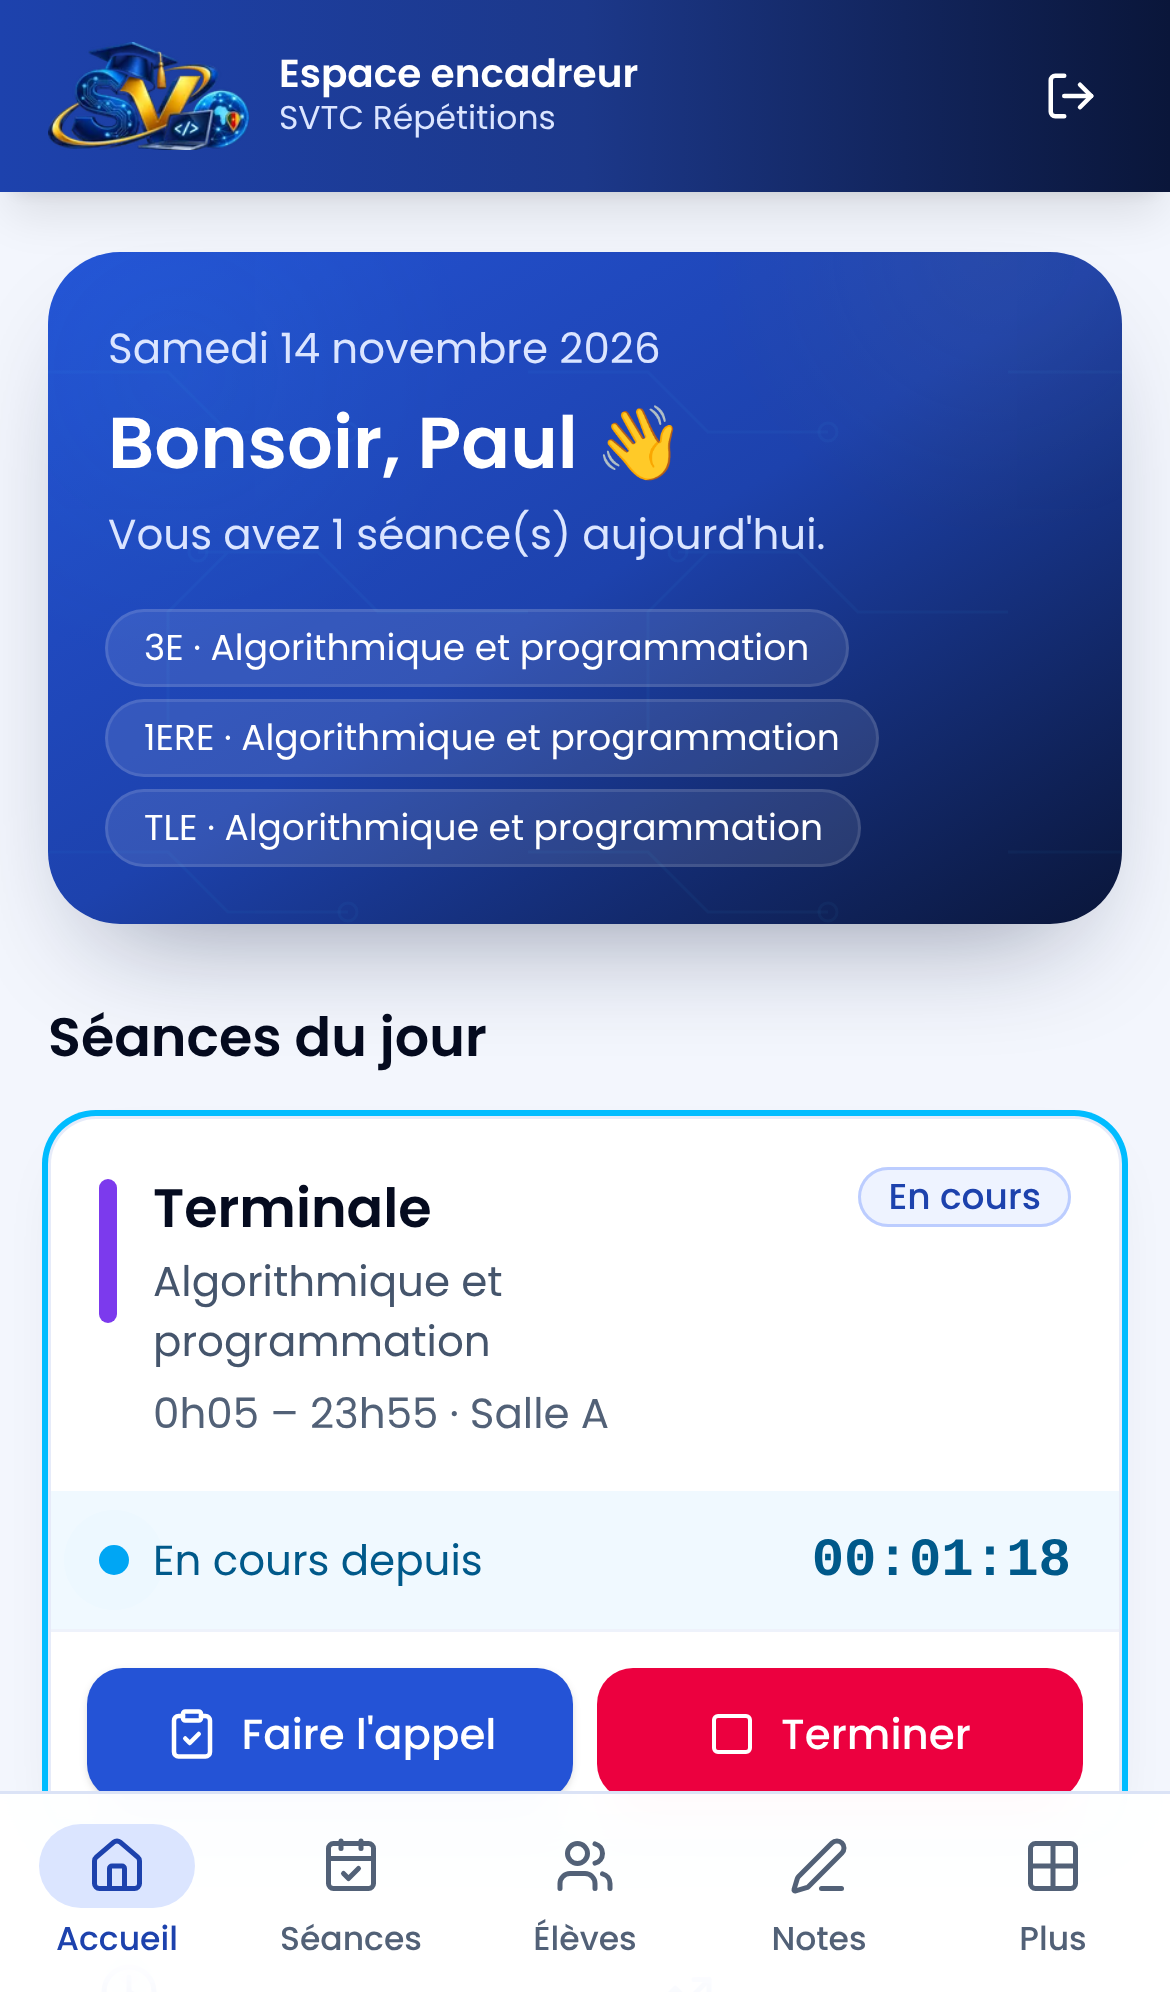 SV
</>
Espace encadreur
SVTC Répétitions
Samedi 14 novembre 2026
Bonsoir, Paul 👋
Vous avez 1 séance(s) aujourd'hui.
3E · Algorithmique et programmation
1ERE · Algorithmique et programmation
TLE · Algorithmique et programmation
Séances du jour
Terminale
En cours
Algorithmique et
programmation
0h05 – 23h55 · Salle A
En cours depuis
00:01:18
Faire l'appel
Terminer
Accueil
Séances
Élèves
Notes
Plus